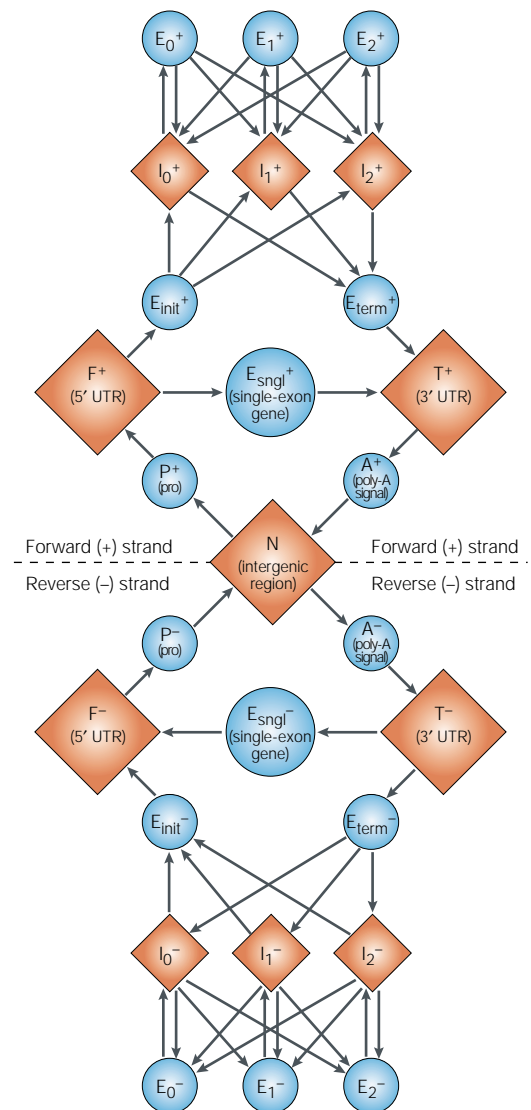 E0+ E1+ E2+
I0+ I1+ I2+
Einit+ Eterm+
F+
(5′ UTR)
Esngl+
(single-exon
gene)
T+
(3′ UTR)
P+
(pro)
A+
(poly-A
signal)
N
(intergenic
region)
Forward (+) strand
Forward (+) strand
Reverse (–) strand
Reverse (–) strand
P–
(pro)
A–
(poly-A
signal)
F–
(5′ UTR)
Esngl–
(single-exon
gene)
T–
(3′ UTR)
Einit– Eterm–
I0– I1– I2–
E0– E1– E2–